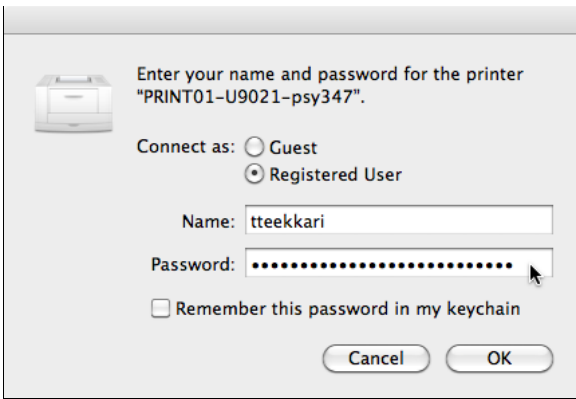 Enter your name and password for the printer
“PRINT01-U9021-psy347”.
Connect as: Guest
Registered User
Name: tteekkari
Password: •••••••••••••••••••••••••••
Remember this password in my keychain
Cancel OK